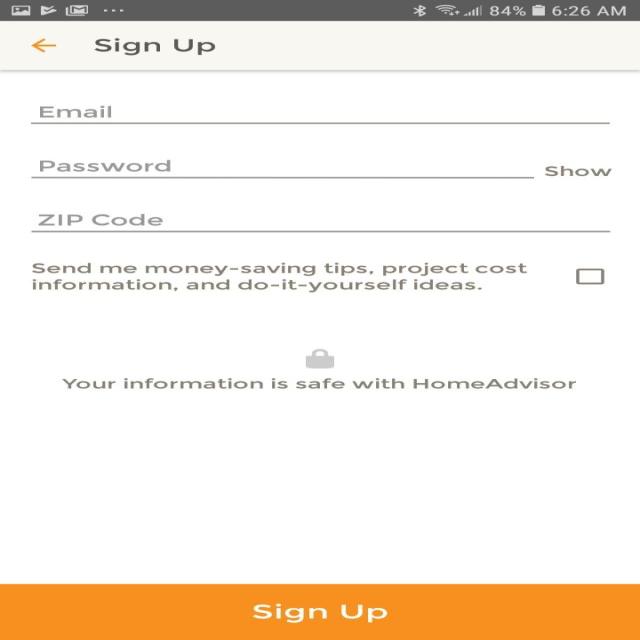 84% 6:26 AM
Sign Up
Email
Password
Show
ZIP Code
Send me money-saving tips, project cost
information, and do-it-yourself ideas.
Your information is safe with HomeAdvisor
Sign Up